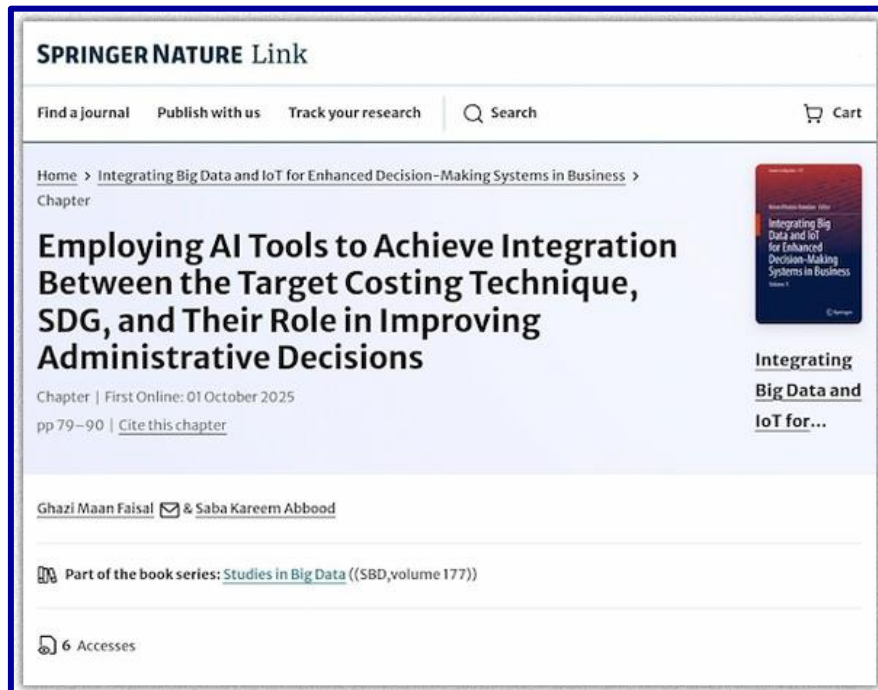 SPRINGER NATURE Link
Find a journal Publish with us Track your research Search Cart
Home > Integrating Big Data and IoT for Enhanced Decision-Making Systems in Business >
Chapter
Employing AI Tools to Achieve Integration
Between the Target Costing Technique,
SDG, and Their Role in Improving
Administrative Decisions
Chapter | First Online: 01 October 2025
pp 79–90 | Cite this chapter
Integrating Big
Data and IoT
for Enhanced
Decision-Making
Systems in Business
Springer
Integrating
Big Data and
IoT for...
Ghazi Maan Faisal & Saba Kareem Abbood
Part of the book series: Studies in Big Data ((SBD,volume 177))
6 Accesses